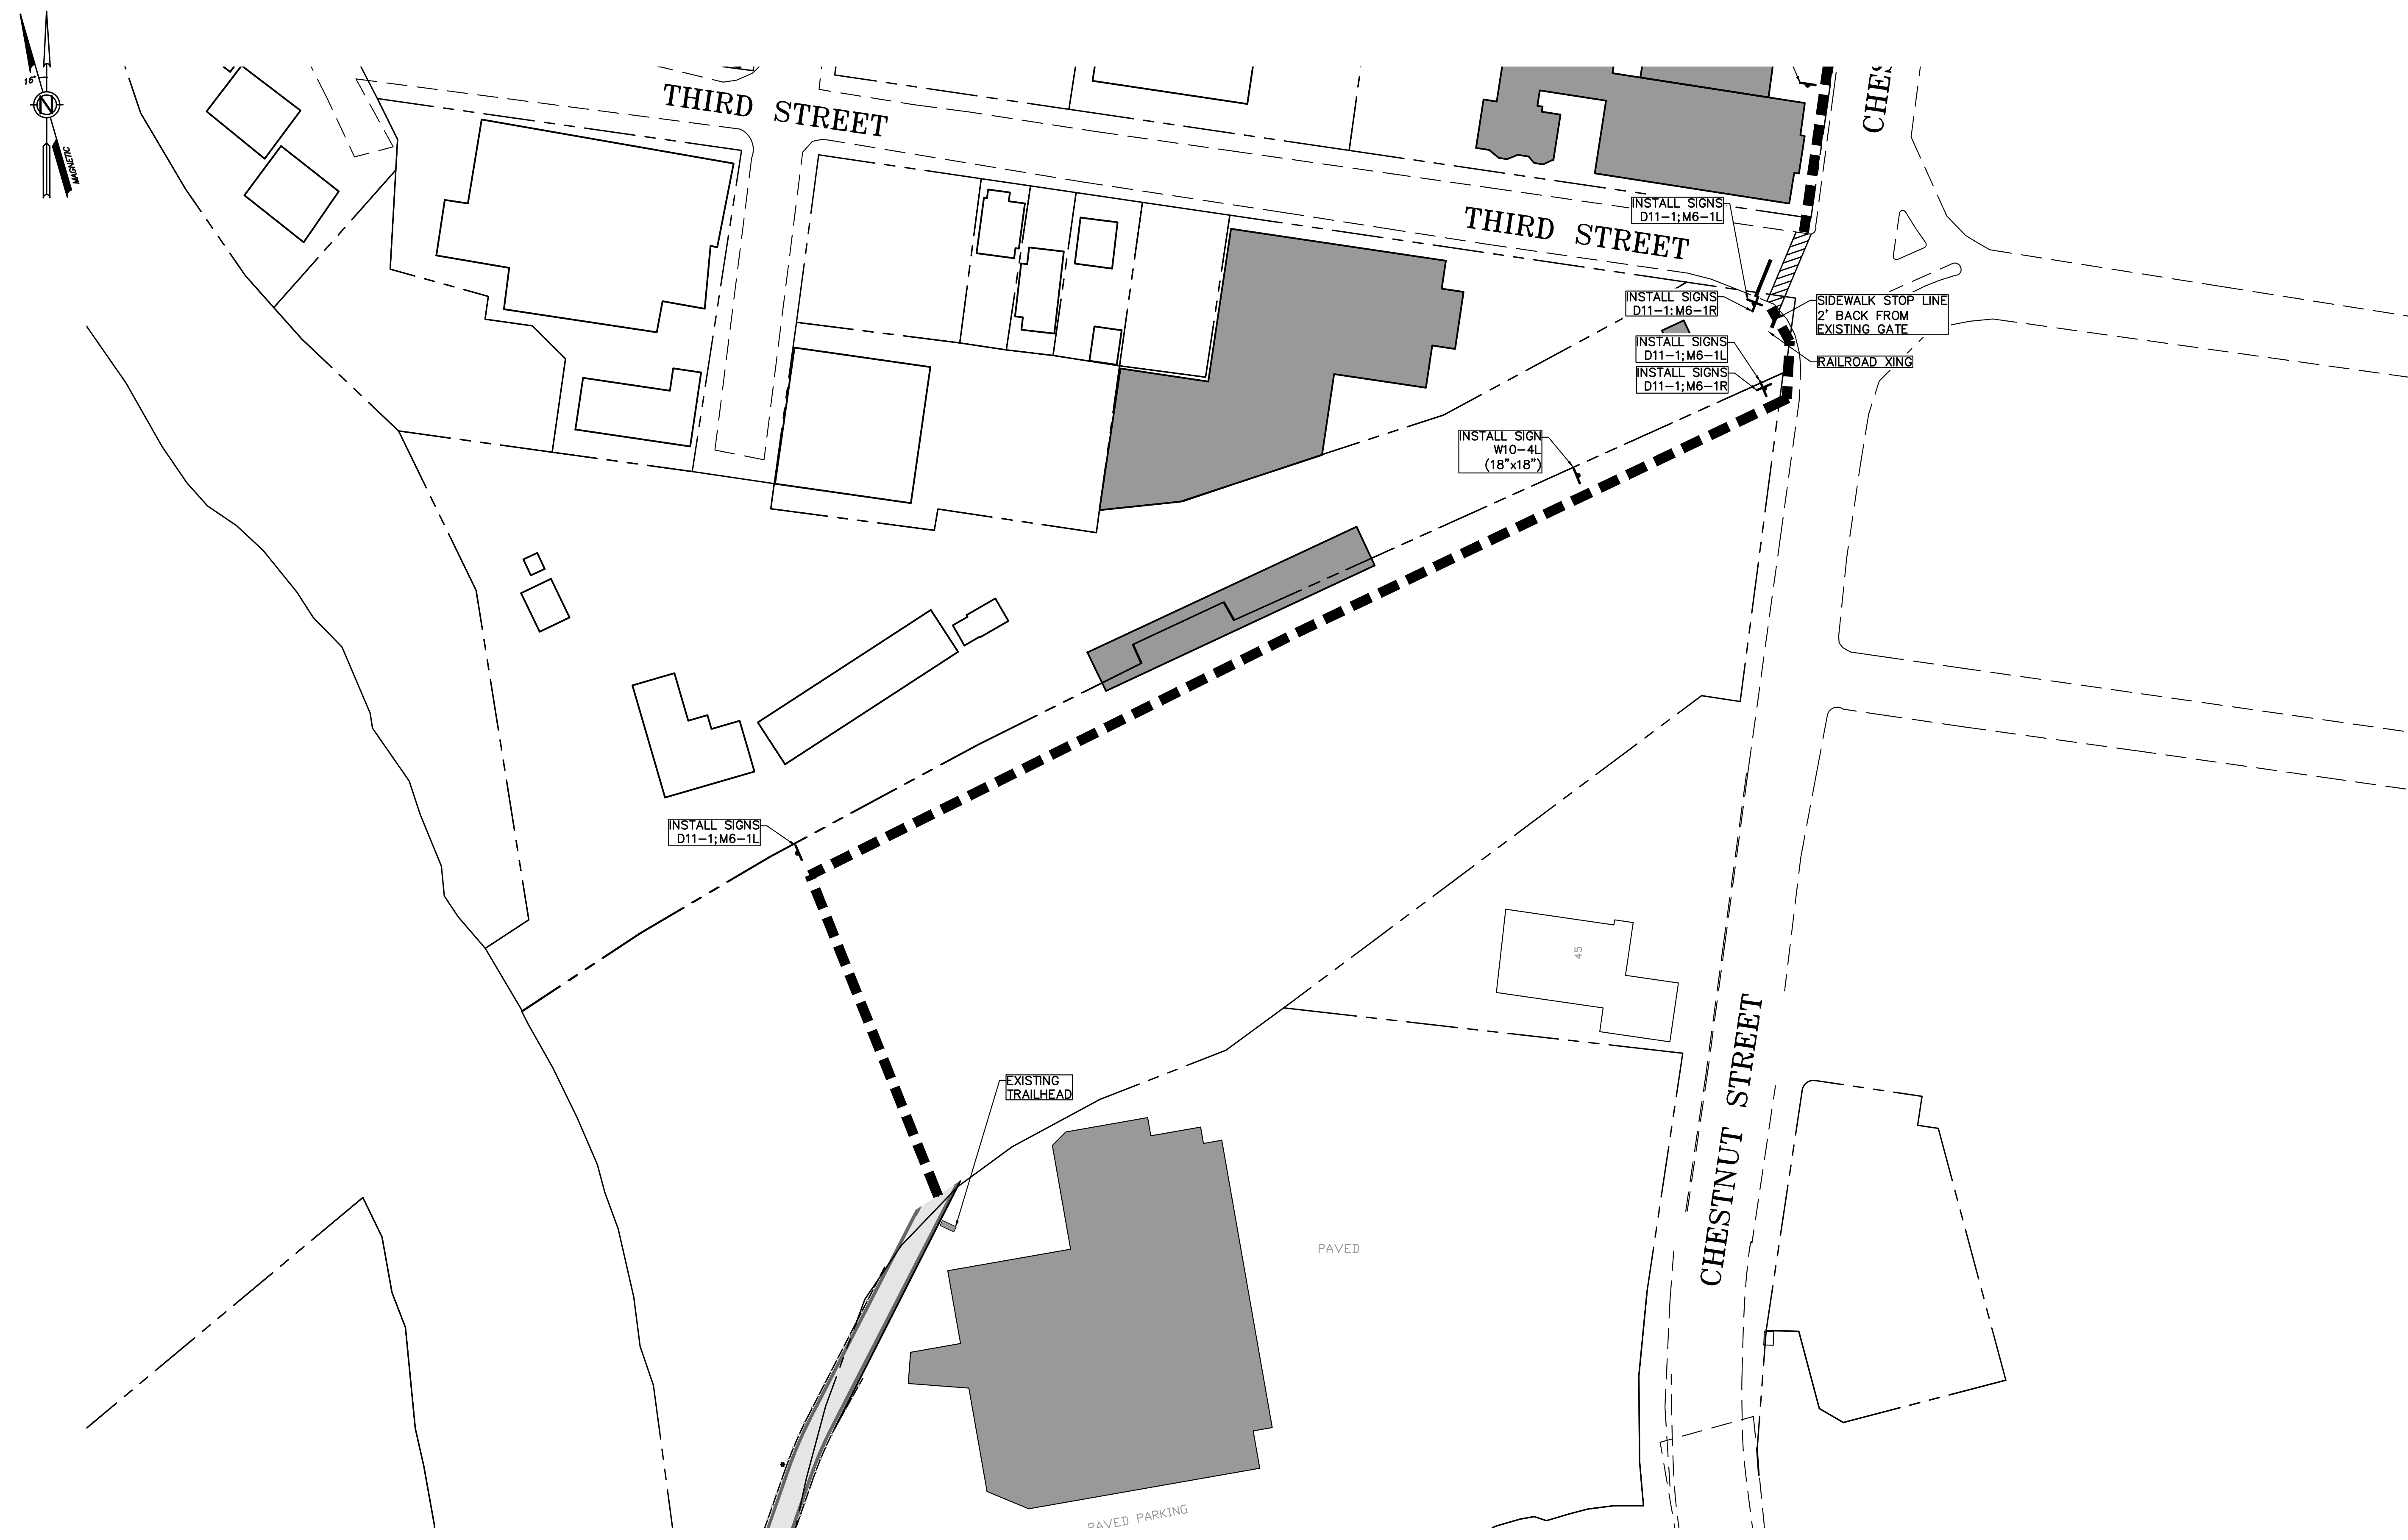 16°
N
MAGNETIC
THIRD STREET
CHES
THIRD STREET
INSTALL SIGNS
D11-1;M6-1L
INSTALL SIGNS
D11-1;M6-1R
SIDEWALK STOP LINE
2' BACK FROM
EXISTING GATE
INSTALL SIGNS
D11-1;M6-1L
RAILROAD XING
INSTALL SIGNS
D11-1;M6-1R
INSTALL SIGN
W10-4L
(18"x18")
INSTALL SIGNS
D11-1;M6-1L
45
CHESTNUT STREET
EXISTING
TRAILHEAD
PAVED
PAVED PARKING